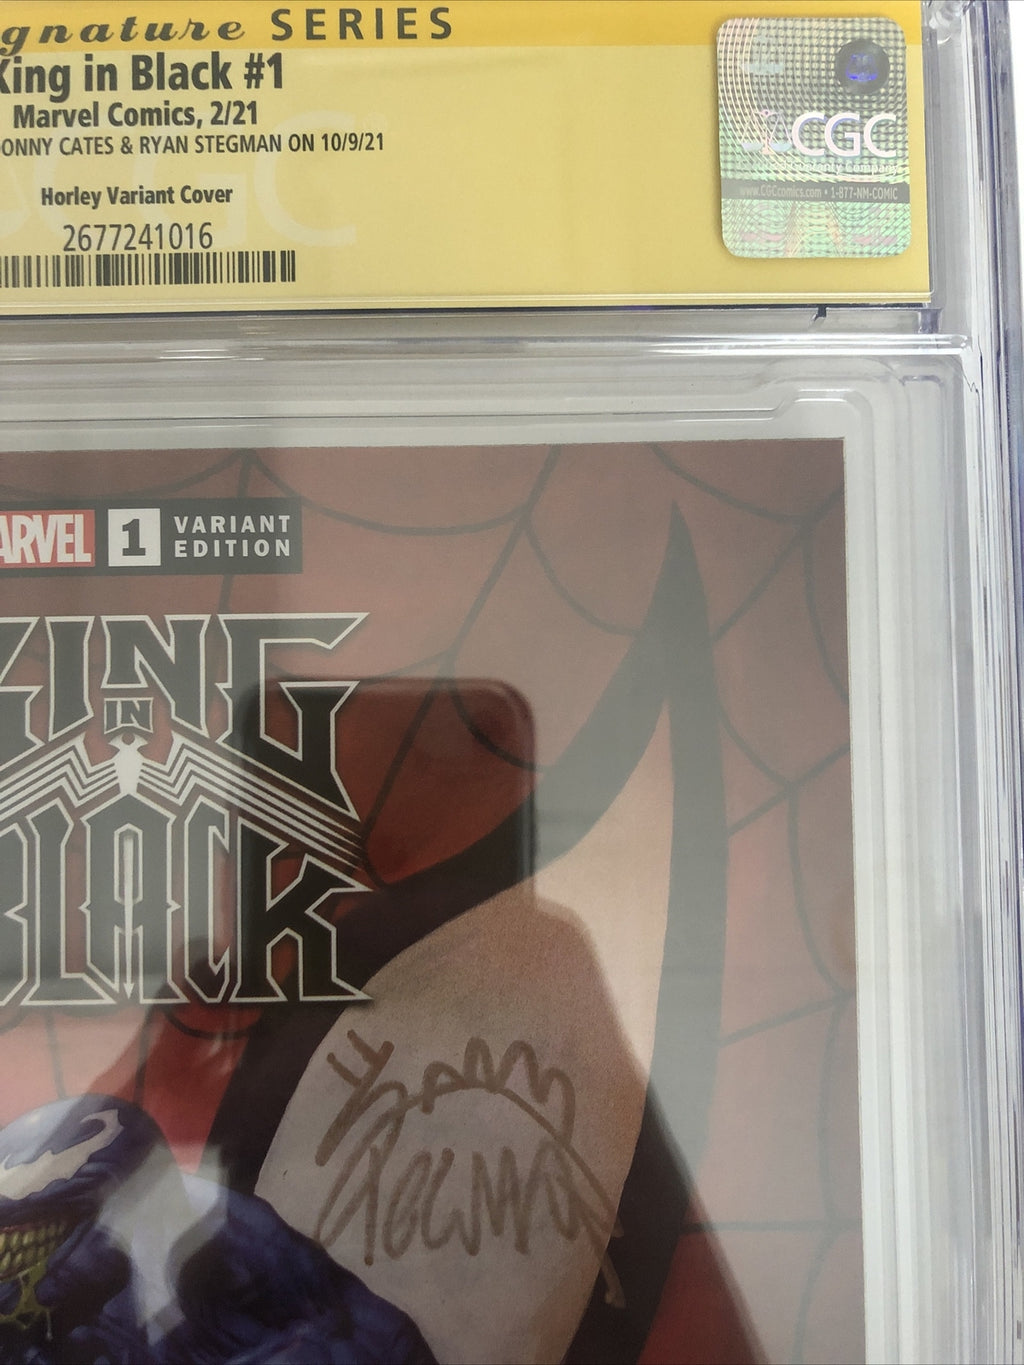 gnature SERIES
King in Black #1
Marvel Comics, 2/21
ONNY CATES & RYAN STEGMAN ON 10/9/21
Horley Variant Cover
2677241016
CGC
www.CGCcomics.com • 1-877-NM-COMIC
ARVEL 1 VARIANT
EDITION
KING
IN
BLACK